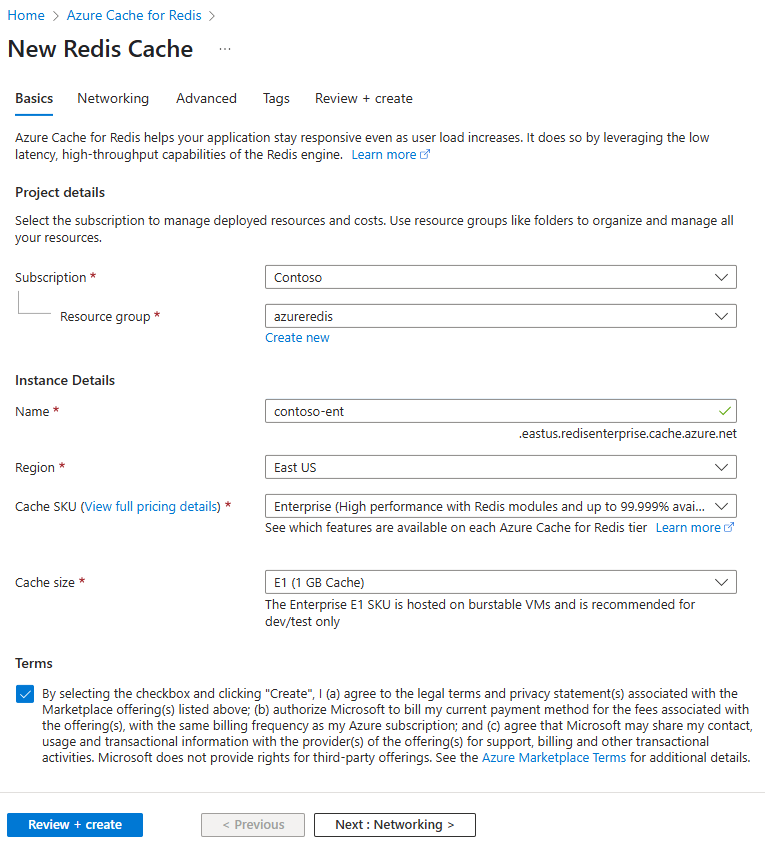 Home > Azure Cache for Redis >
New Redis Cache ...
Basics Networking Advanced Tags Review + create
Azure Cache for Redis helps your application stay responsive even as user load increases. It does so by leveraging the low
latency, high-throughput capabilities of the Redis engine. Learn more
Project details
Select the subscription to manage deployed resources and costs. Use resource groups like folders to organize and manage all
your resources.
Subscription * Contoso
Resource group * azureredis
Create new
Instance Details
Name * contoso-ent
.eastus.redisenterprise.cache.azure.net
Region * East US
Cache SKU (View full pricing details) * Enterprise (High performance with Redis modules and up to 99.999% avai...
See which features are available on each Azure Cache for Redis tier Learn more
Cache size * E1 (1 GB Cache)
The Enterprise E1 SKU is hosted on burstable VMs and is recommended for
dev/test only
Terms
By selecting the checkbox and clicking "Create", I (a) agree to the legal terms and privacy statement(s) associated with the
Marketplace offering(s) listed above; (b) authorize Microsoft to bill my current payment method for the fees associated with
the offering(s), with the same billing frequency as my Azure subscription; and (c) agree that Microsoft may share my contact,
usage and transactional information with the provider(s) of the offering(s) for support, billing and other transactional
activities. Microsoft does not provide rights for third-party offerings. See the Azure Marketplace Terms for additional details.
Review + create < Previous Next : Networking >